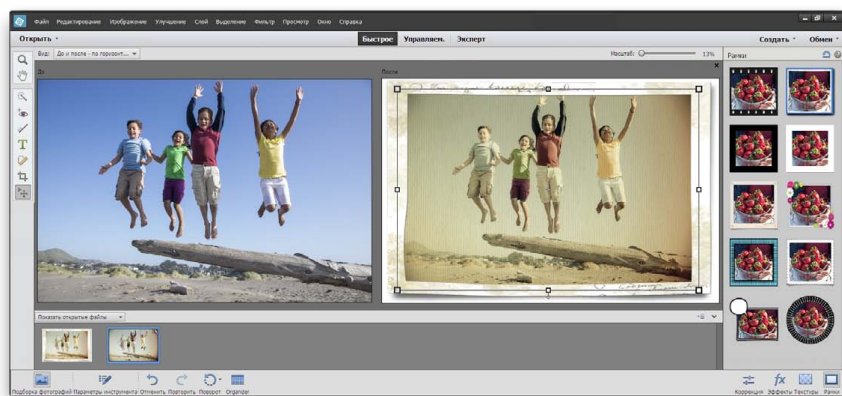 Файл Редактирование Изображение Улучшение Слой Выделение Фильтр Просмотр Окно Справка
Открыть Быстрое Управляем. Эксперт Создать Обмен
Вид: До и после - по горизонт... Масштаб: 13% Рамки
До После
T
Показать открытые файлы
fx
Подборка фотографий Параметры инструмента Отменить Повторить Поворот Organizer Коррекция Эффекты Текстуры Рамки